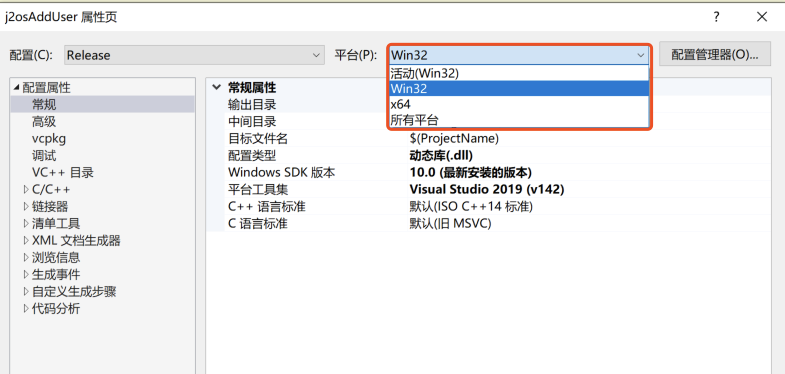 j2osAddUser 属性页
?
配置(C):
Release
平台(P):
Win32
配置管理器(O)...
活动(Win32)
Win32
x64
所有平台
配置属性
常规
高级
vcpkg
调试
VC++ 目录
C/C++
链接器
清单工具
XML 文档生成器
浏览信息
生成事件
自定义生成步骤
代码分析
常规属性
输出目录
中间目录
目标文件名
$(ProjectName)
配置类型
动态库(.dll)
Windows SDK 版本
10.0 (最新安装的版本)
平台工具集
Visual Studio 2019 (v142)
C++ 语言标准
默认(ISO C++14 标准)
C 语言标准
默认(旧 MSVC)